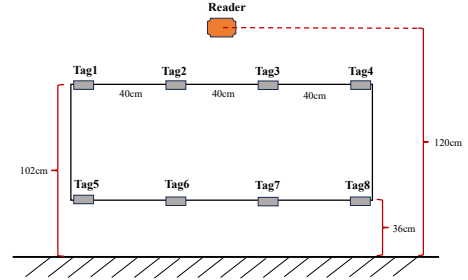 Reader
Tag1 Tag2 Tag3 Tag4
40cm 40cm 40cm
120cm
102cm
Tag5 Tag6 Tag7 Tag8
36cm